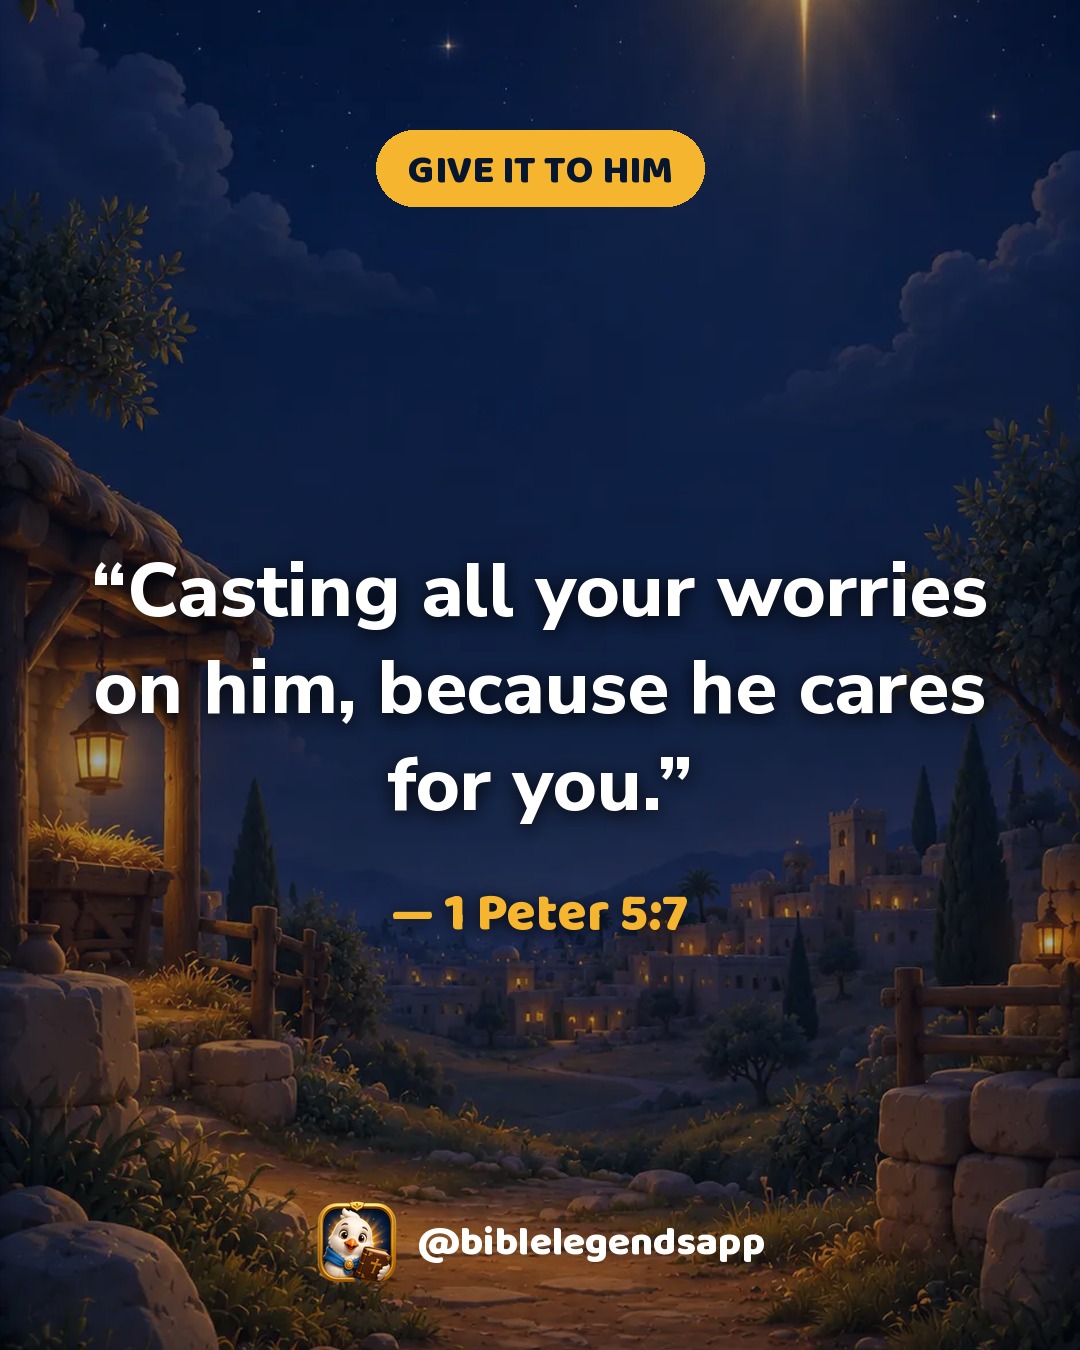 GIVE IT TO HIM
“Casting all your worries
on him, because he cares
for you.”
— 1 Peter 5:7
@biblelegendsapp